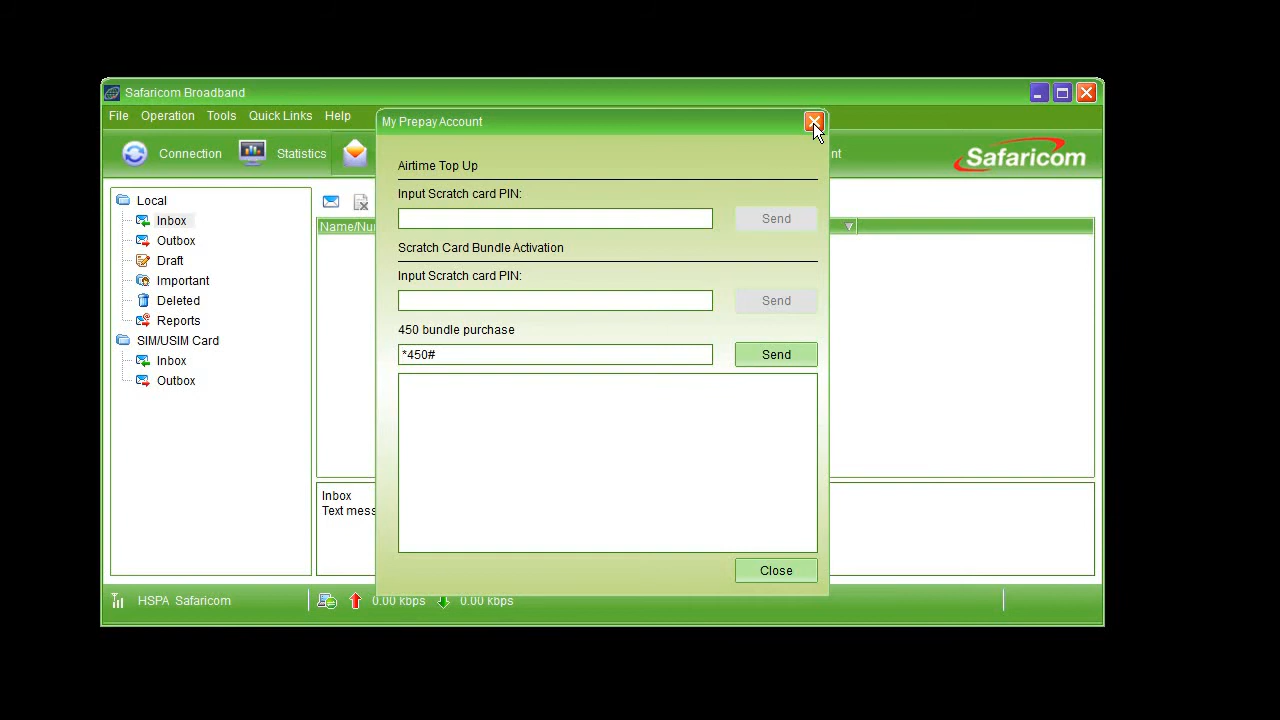 Safaricom Broadband
File Operation Tools Quick Links Help
My Prepay Account
Connection Statistics
Safaricom
Airtime Top Up
Input Scratch card PIN:
Send
Scratch Card Bundle Activation
Input Scratch card PIN:
Send
450 bundle purchase
*450#
Send
Close
Local
Inbox
Outbox
Draft
Important
Deleted
Reports
SIM/USIM Card
Inbox
Outbox
Name/Nu
Inbox
Text mess
HSPA Safaricom
0.00 kbps 0.00 kbps